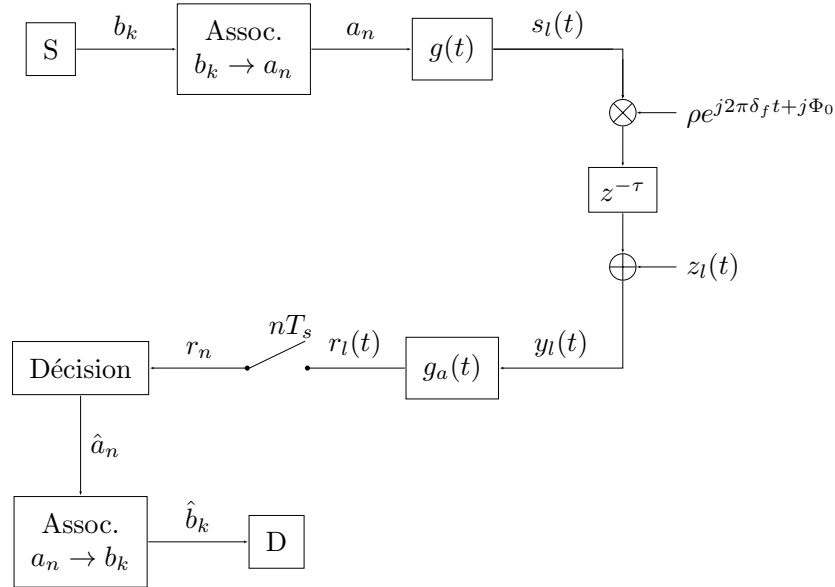 S
b_k
Assoc.
b_k → a_n
a_n
g(t)
s_l(t)
ρe^{j2πδ_f t+jΦ_0}
z^{−τ}
z_l(t)
y_l(t)
g_a(t)
r_l(t)
nT_s
r_n
Décision
â_n
Assoc.
a_n → b_k
b̂_k
D